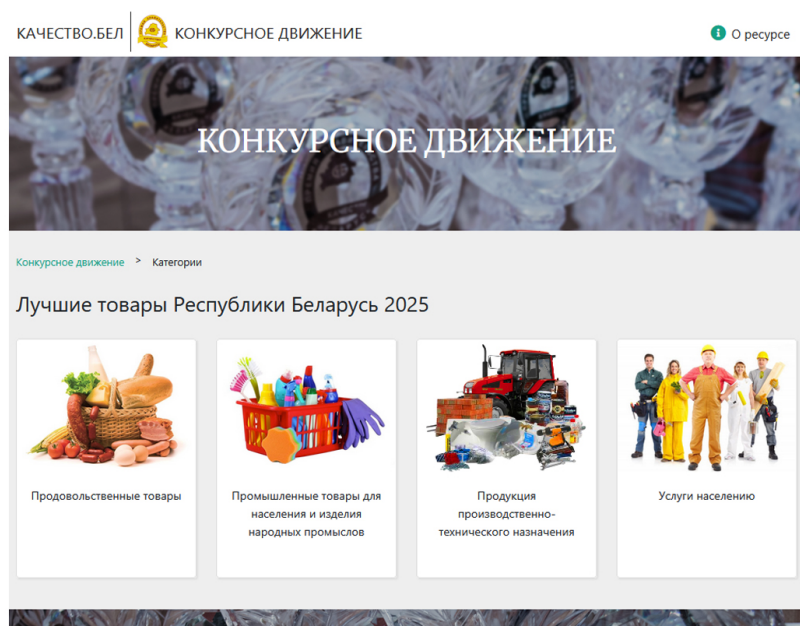 КАЧЕСТВО.БЕЛ КОНКУРСНОЕ ДВИЖЕНИЕ О ресурсе
КОНКУРСНОЕ ДВИЖЕНИЕ
Конкурсное движение > Категории
Лучшие товары Республики Беларусь 2025
Продовольственные товары
Промышленные товары для
населения и изделия
народных промыслов
Продукция
производственно-
технического назначения
Услуги населению